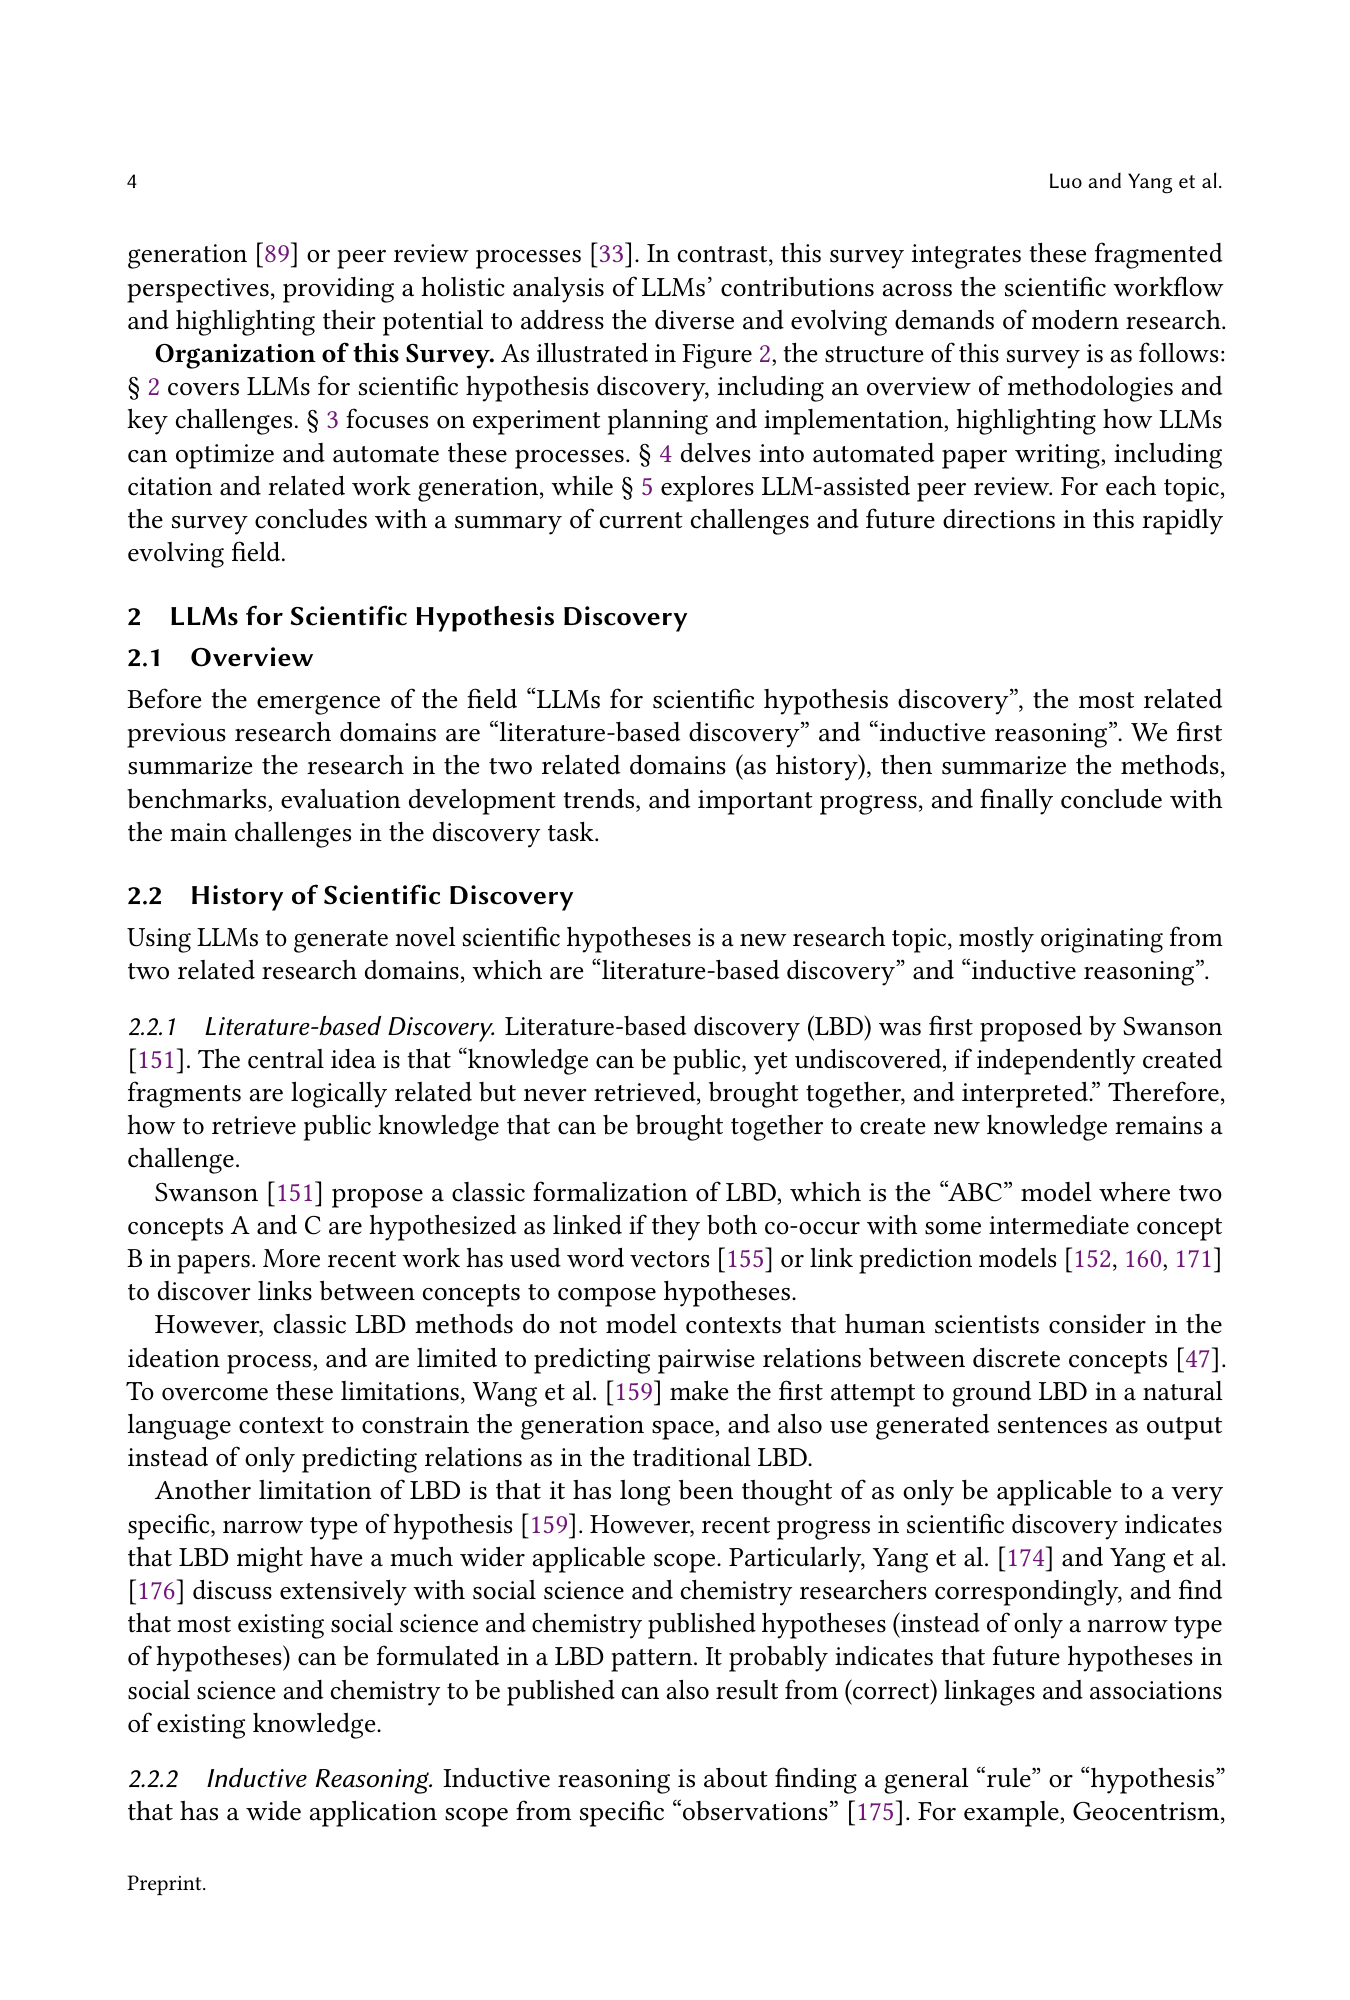 4
Luo and Yang et al.
generation [89] or peer review processes [33]. In contrast, this survey integrates these fragmented
perspectives, providing a holistic analysis of LLMs’ contributions across the scientific workflow
and highlighting their potential to address the diverse and evolving demands of modern research.
Organization of this Survey. As illustrated in Figure 2, the structure of this survey is as follows:
§ 2 covers LLMs for scientific hypothesis discovery, including an overview of methodologies and
key challenges. § 3 focuses on experiment planning and implementation, highlighting how LLMs
can optimize and automate these processes. § 4 delves into automated paper writing, including
citation and related work generation, while § 5 explores LLM-assisted peer review. For each topic,
the survey concludes with a summary of current challenges and future directions in this rapidly
evolving field.
2 LLMs for Scientific Hypothesis Discovery
2.1 Overview
Before the emergence of the field “LLMs for scientific hypothesis discovery”, the most related
previous research domains are “literature-based discovery” and “inductive reasoning”. We first
summarize the research in the two related domains (as history), then summarize the methods,
benchmarks, evaluation development trends, and important progress, and finally conclude with
the main challenges in the discovery task.
2.2 History of Scientific Discovery
Using LLMs to generate novel scientific hypotheses is a new research topic, mostly originating from
two related research domains, which are “literature-based discovery” and “inductive reasoning”.
2.2.1 Literature-based Discovery. Literature-based discovery (LBD) was first proposed by Swanson
[151]. The central idea is that “knowledge can be public, yet undiscovered, if independently created
fragments are logically related but never retrieved, brought together, and interpreted.” Therefore,
how to retrieve public knowledge that can be brought together to create new knowledge remains a
challenge.
Swanson [151] propose a classic formalization of LBD, which is the “ABC” model where two
concepts A and C are hypothesized as linked if they both co-occur with some intermediate concept
B in papers. More recent work has used word vectors [155] or link prediction models [152, 160, 171]
to discover links between concepts to compose hypotheses.
However, classic LBD methods do not model contexts that human scientists consider in the
ideation process, and are limited to predicting pairwise relations between discrete concepts [47].
To overcome these limitations, Wang et al. [159] make the first attempt to ground LBD in a natural
language context to constrain the generation space, and also use generated sentences as output
instead of only predicting relations as in the traditional LBD.
Another limitation of LBD is that it has long been thought of as only be applicable to a very
specific, narrow type of hypothesis [159]. However, recent progress in scientific discovery indicates
that LBD might have a much wider applicable scope. Particularly, Yang et al. [174] and Yang et al.
[176] discuss extensively with social science and chemistry researchers correspondingly, and find
that most existing social science and chemistry published hypotheses (instead of only a narrow type
of hypotheses) can be formulated in a LBD pattern. It probably indicates that future hypotheses in
social science and chemistry to be published can also result from (correct) linkages and associations
of existing knowledge.
2.2.2 Inductive Reasoning. Inductive reasoning is about finding a general “rule” or “hypothesis”
that has a wide application scope from specific “observations” [175]. For example, Geocentrism,
Preprint.